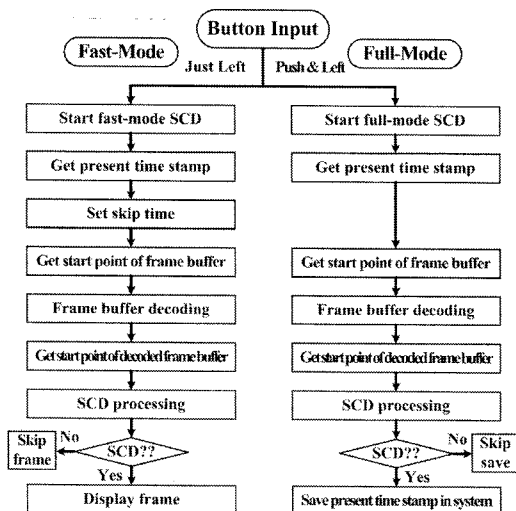 Button Input
Fast-Mode
Full-Mode
Just Left
Push & Left
Start fast-mode SCD
Get present time stamp
Set skip time
Get start point of frame buffer
Frame buffer decoding
Get start point of decoded frame buffer
SCD processing
SCD??
No
Skip
frame
Yes
Display frame
Start full-mode SCD
Get present time stamp
Get start point of frame buffer
Frame buffer decoding
Get start point of decoded frame buffer
SCD processing
SCD??
No
Skip
save
Yes
Save present time stamp in system